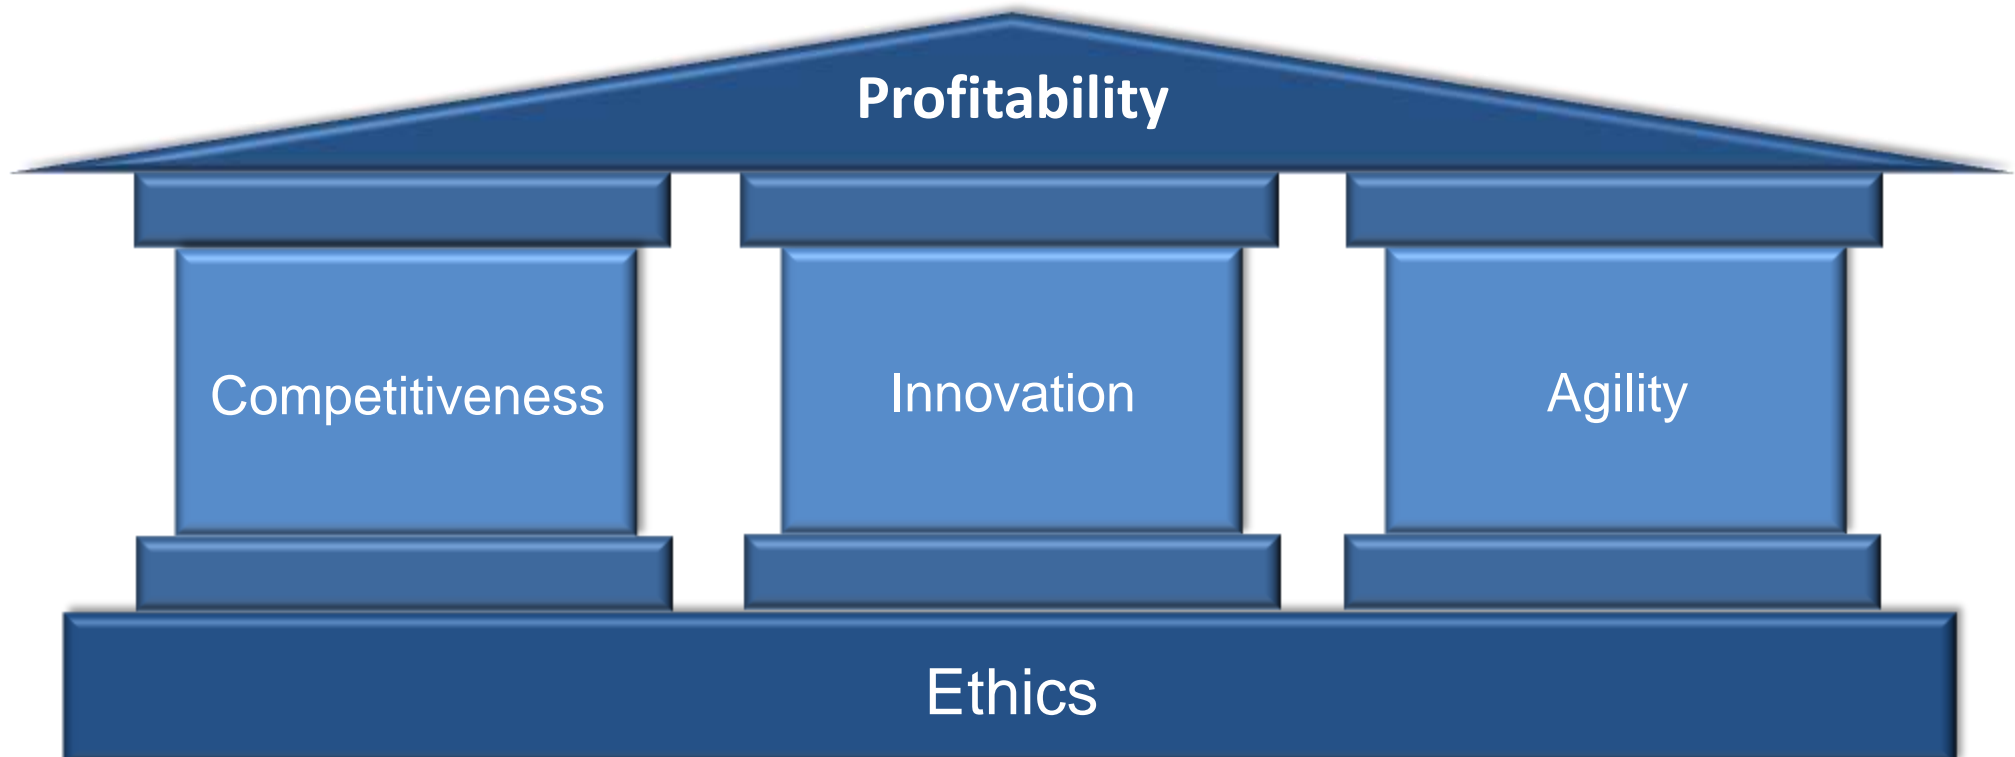 Profitability
Competitiveness
Innovation
Agility
Ethics